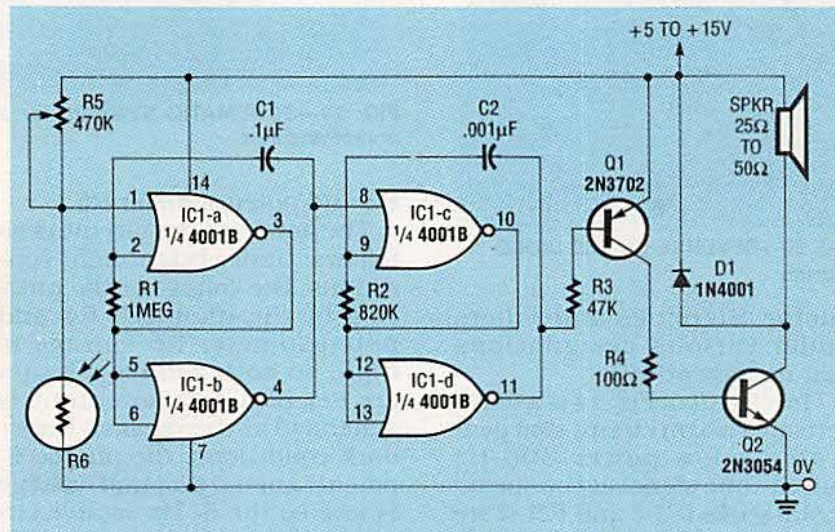 +5 TO +15V
R5
470K
C1
.1µF
C2
.001µF
SPKR
25Ω
TO
50Ω
Q1
2N3702
14
1
IC1-a
1/4 4001B
3
2
8
IC1-c
1/4 4001B
10
9
R1
1MEG
R2
820K
R3
47K
D1
1N4001
R4
100Ω
5
IC1-b
1/4 4001B
4
6
7
12
IC1-d
1/4 4001B
11
13
R6
Q2
2N3054
0V